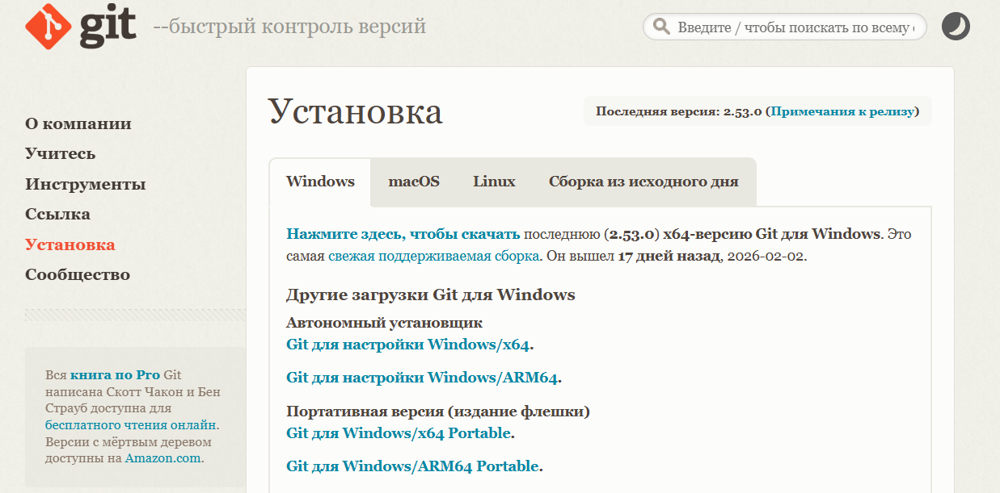 git --быстрый контроль версий
Введите / чтобы поискать по всему
О компании
Учитесь
Инструменты
Ссылка
Установка
Сообщество
Вся книга по Pro Git
написана Скотт Чакон и Бен
Страуб доступна для
бесплатного чтения онлайн.
Версии с мёртвым деревом
доступны на Amazon.com.
Установка
Последняя версия: 2.53.0 (Примечания к релизу)
Windows macOS Linux Сборка из исходного дня
Нажмите здесь, чтобы скачать последнюю (2.53.0) x64-версию Git для Windows. Это
самая свежая поддерживаемая сборка. Он вышел 17 дней назад, 2026-02-02.
Другие загрузки Git для Windows
Автономный установщик
Git для настройки Windows/x64.
Git для настройки Windows/ARM64.
Портативная версия (издание флешки)
Git для Windows/x64 Portable.
Git для Windows/ARM64 Portable.